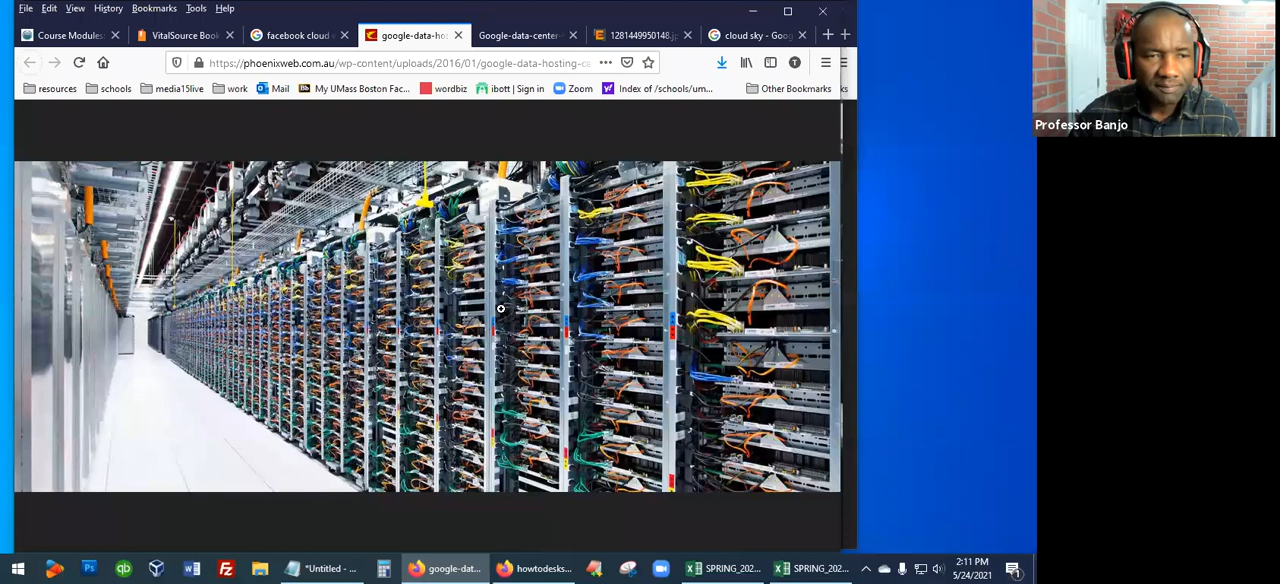 File Edit View History Bookmarks Tools Help
Course Modules: VitalSource Book facebook cloud google-data-ho Google-data-center- 1281449950148.j cloud sky - Goog
https://phoenixweb.com.au/wp-content/uploads/2016/01/google-data-hosting-ce
resources schools media15live work Mail My UMass Boston Fac... wordbiz ibott | Sign in Zoom Index of /schools/um... Other Bookmarks ks
Professor Banjo
*Untitled - ... google-dat... howtodesks... SPRING_202... SPRING_202...
2:11 PM
5/24/2021